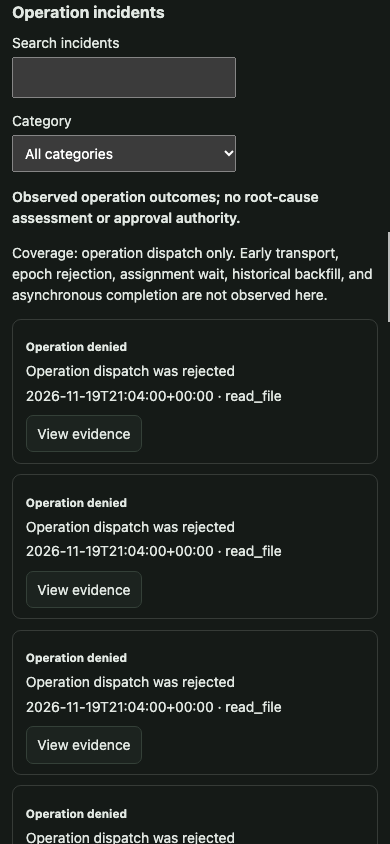 Operation incidents
Search incidents
Category
All categories
Observed operation outcomes; no root-cause
assessment or approval authority.
Coverage: operation dispatch only. Early transport,
epoch rejection, assignment wait, historical backfill, and
asynchronous completion are not observed here.
Operation denied
Operation dispatch was rejected
2026-11-19T21:04:00+00:00 · read_file
View evidence
Operation denied
Operation dispatch was rejected
2026-11-19T21:04:00+00:00 · read_file
View evidence
Operation denied
Operation dispatch was rejected
2026-11-19T21:04:00+00:00 · read_file
View evidence
Operation denied
Operation dispatch was rejected